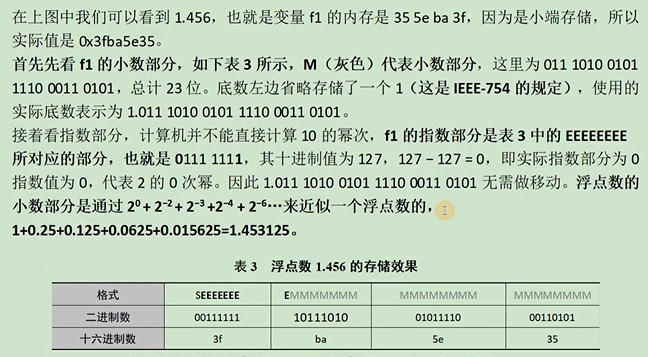 在上图中我们可以看到 1.456，也就是变量 f1 的内存是 35 5e ba 3f，因为是小端存储，所以
实际值是 0x3fba5e35。
首先先看 f1 的小数部分，如下表 3 所示，M（灰色）代表小数部分，这里为 011 1010 0101
1110 0011 0101，总计 23 位。底数左边省略存储了一个 1（这是 IEEE-754 的规定），使用的
实际底数表示为 1.011 1010 0101 1110 0011 0101。
接着看指数部分，计算机并不能直接计算 10 的幂次，f1 的指数部分是表 3 中的 EEEEEEEE
所对应的部分，也就是 0111 1111，其十进制值为 127，127 − 127 = 0，即实际指数部分为 0
指数值为 0，代表 2 的 0 次幂。因此 1.011 1010 0101 1110 0011 0101 无需做移动。浮点数的
小数部分是通过 2⁰ + 2⁻² + 2⁻³ +2⁻⁴ + 2⁻⁶…来近似一个浮点数的，
1+0.25+0.125+0.0625+0.015625=1.453125。
表 3 浮点数 1.456 的存储效果
格式 SEEEEEEE EMMMMMMM MMMMMMMM MMMMMMMM
二进制数 00111111 10111010 01011110 00110101
十六进制数 3f ba 5e 35